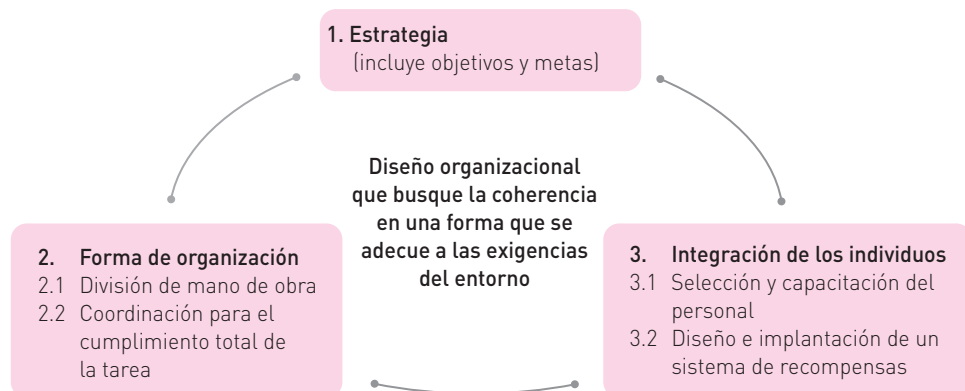 1. Estrategia
(incluye objetivos y metas)
Diseño organizacional
que busque la coherencia
en una forma que se
adecue a las exigencias
del entorno
2. Forma de organización
2.1 División de mano de obra
2.2 Coordinación para el
cumplimiento total de
la tarea
3. Integración de los individuos
3.1 Selección y capacitación del
personal
3.2 Diseño e implantación de un
sistema de recompensas